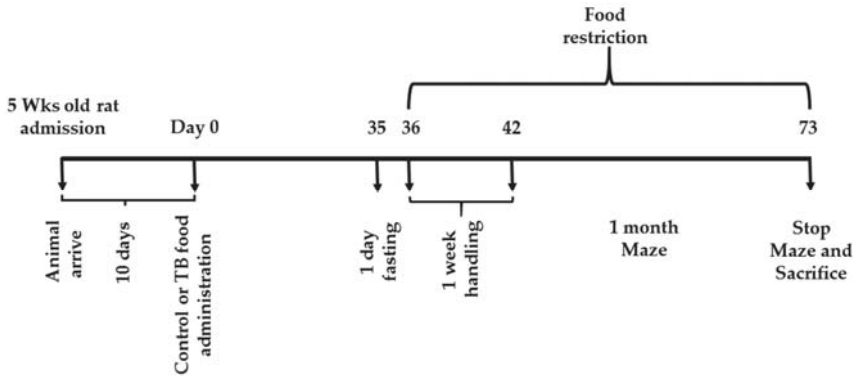 Food
restriction
5 Wks old rat
admission
Day 0
35
36
42
73
Animal
arrive
10 days
Control or TB food
administration
1 day
fasting
1 week
handling
1 month
Maze
Stop
Maze and
Sacrifice